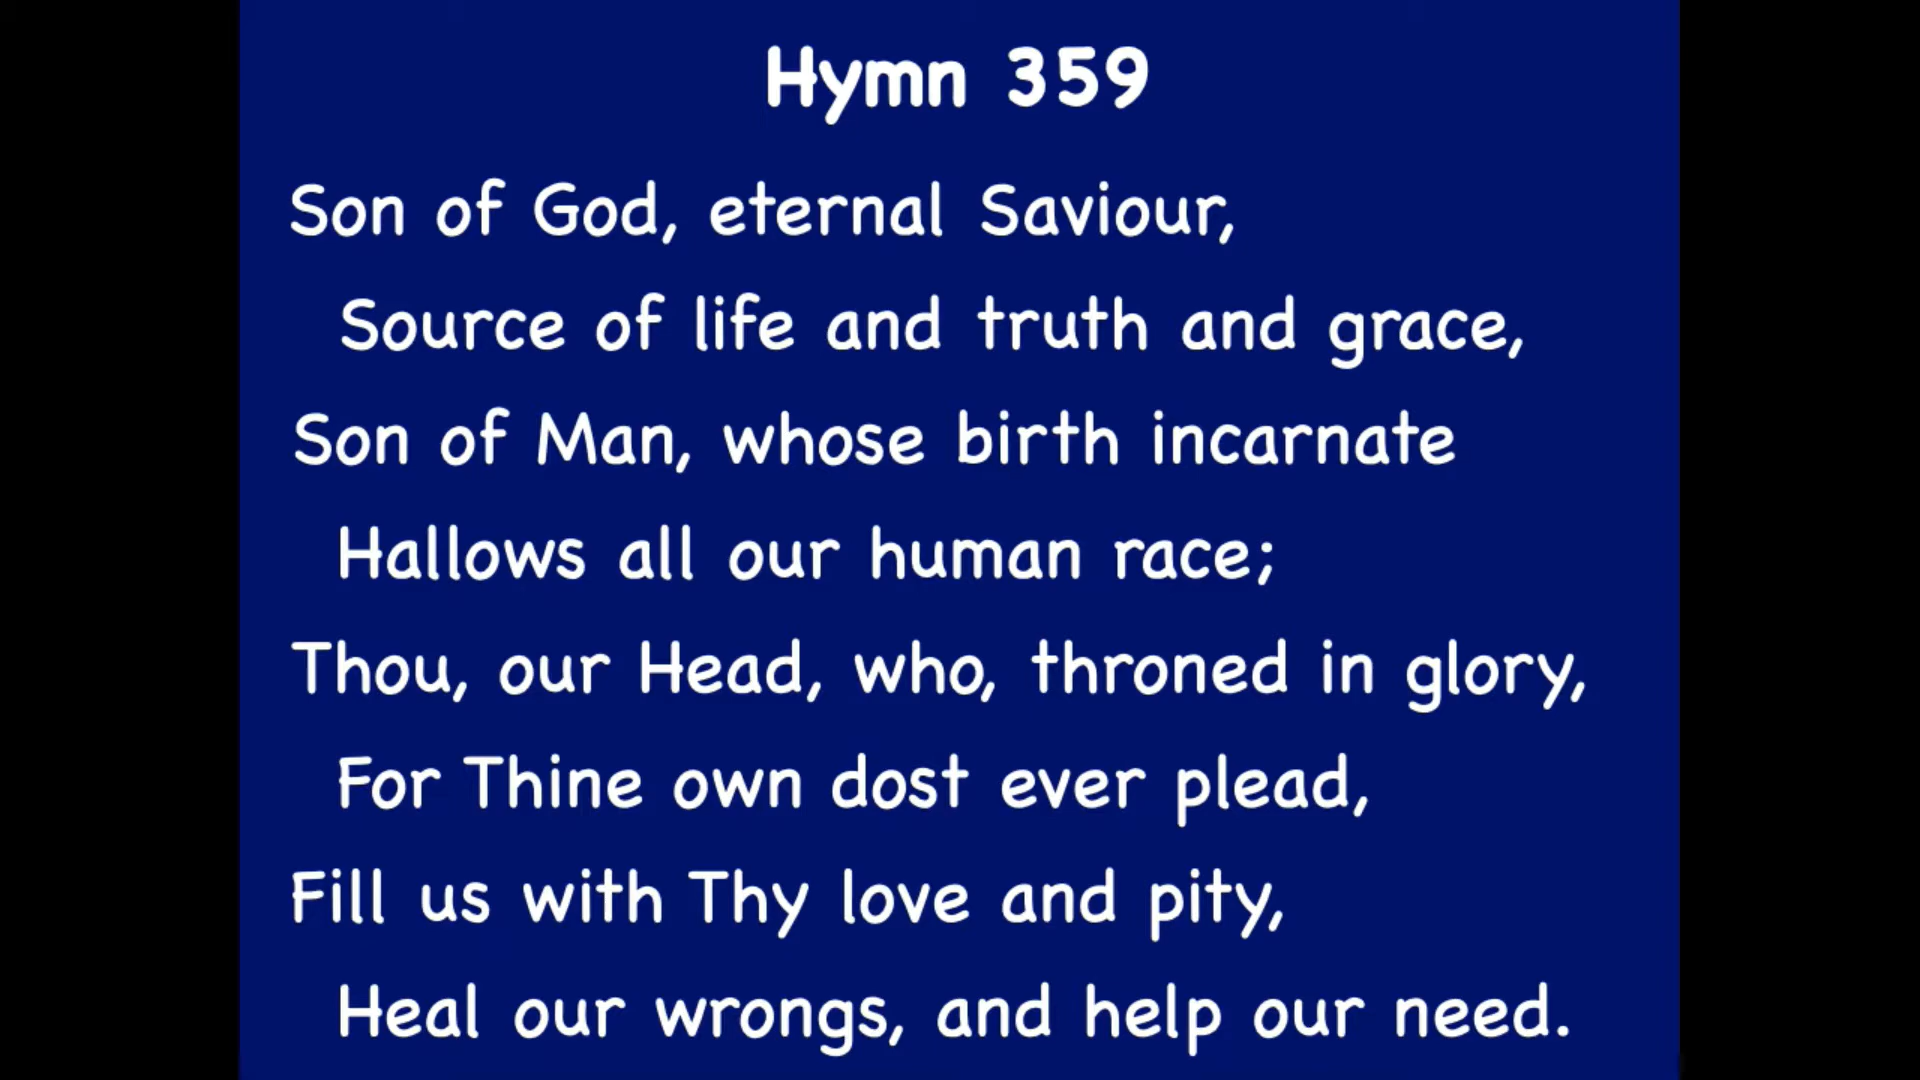 Hymn 359
Son of God, eternal Saviour,
Source of life and truth and grace,
Son of Man, whose birth incarnate
Hallows all our human race;
Thou, our Head, who, throned in glory,
For Thine own dost ever plead,
Fill us with Thy love and pity,
Heal our wrongs, and help our need.